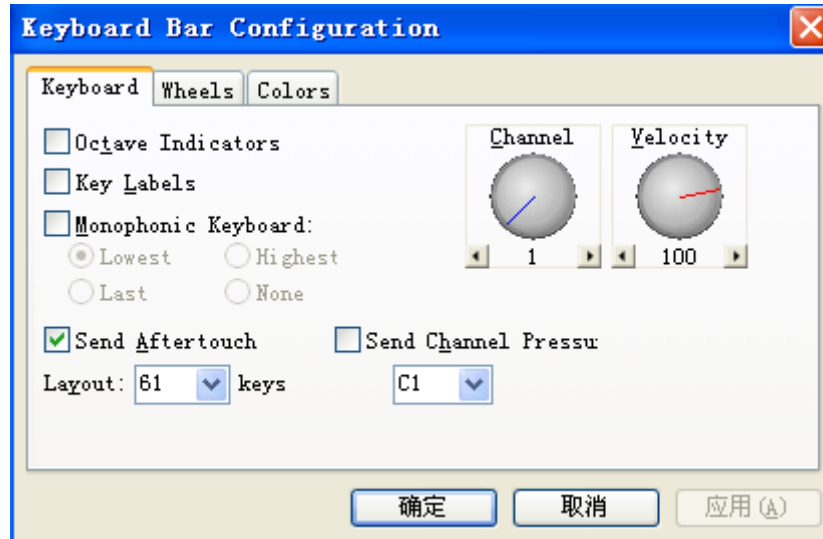 Keyboard Bar Configuration
Keyboard Wheels Colors
Octave Indicators
Key Labels
Monophonic Keyboard:
Lowest Highest
Last None
Channel Velocity
1 100
Send Aftertouch Send Channel Pressu
Layout: 61 keys C1
确定 取消 应用(A)